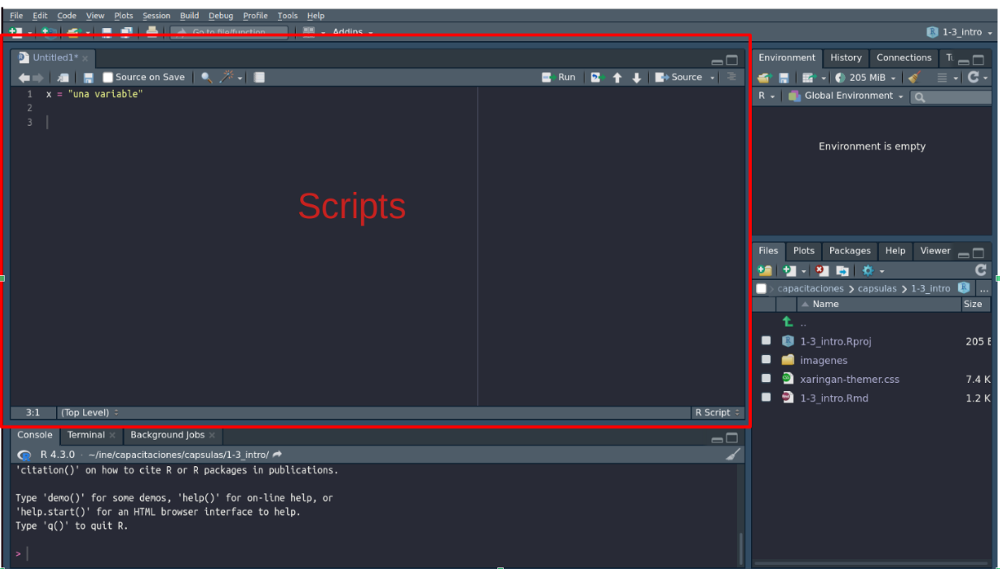 File Edit Code View Plots Session Build Debug Profile Tools Help
Go to file/function Addins 1-3_intro
Untitled1*
Source on Save Run Source
1 x = "una variable"
2
3
Scripts
3:1 (Top Level) R Script
Console Terminal Background Jobs
R 4.3.0 · ~/ine/capacitaciones/capsulas/1-3_intro/
'citation()' on how to cite R or R packages in publications.
Type 'demo()' for some demos, 'help()' for on-line help, or
'help.start()' for an HTML browser interface to help.
Type 'q()' to quit R.
>
Environment History Connections
205 MiB
R Global Environment
Environment is empty
Files Plots Packages Help Viewer
capacitaciones capsulas 1-3_intro ...
Name Size
..
1-3_intro.Rproj 205
imagenes
xaringan-themer.css 7.4 K
1-3_intro.Rmd 1.2 K